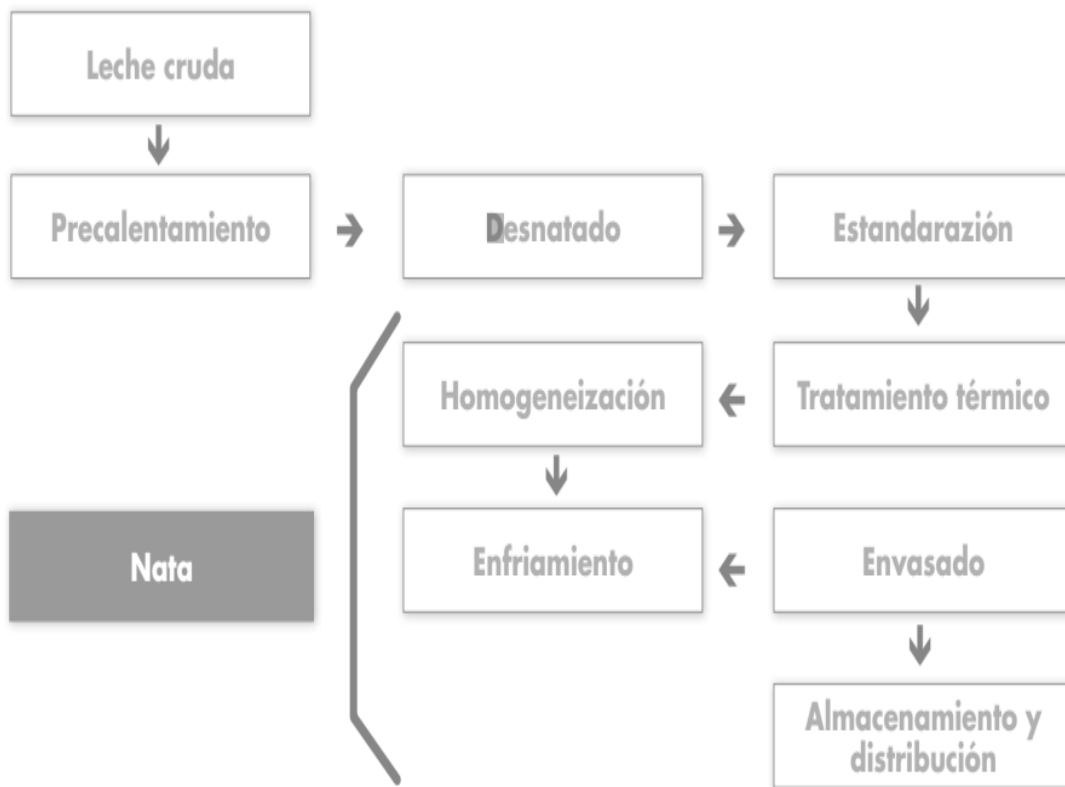 Leche cruda
Precalentamiento
Desnatado
Estandarazión
Homogeneización
Tratamiento térmico
Nata
Enfriamiento
Envasado
Almacenamiento y
distribución